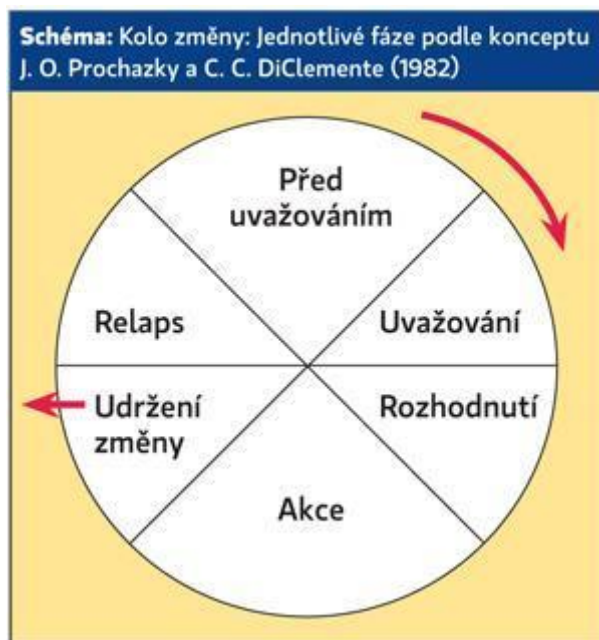 Schéma: Kolo změny: Jednotlivé fáze podle konceptu
J. O. Prochazky a C. C. DiClemente (1982)
Před
uvažováním
Uvažování
Rozhodnutí
Akce
Udržení
změny
Relaps